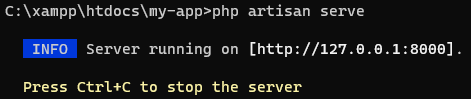 C:\xampp\htdocs\my-app>php artisan serve
INFO Server running on [http://127.0.0.1:8000].
Press Ctrl+C to stop the server